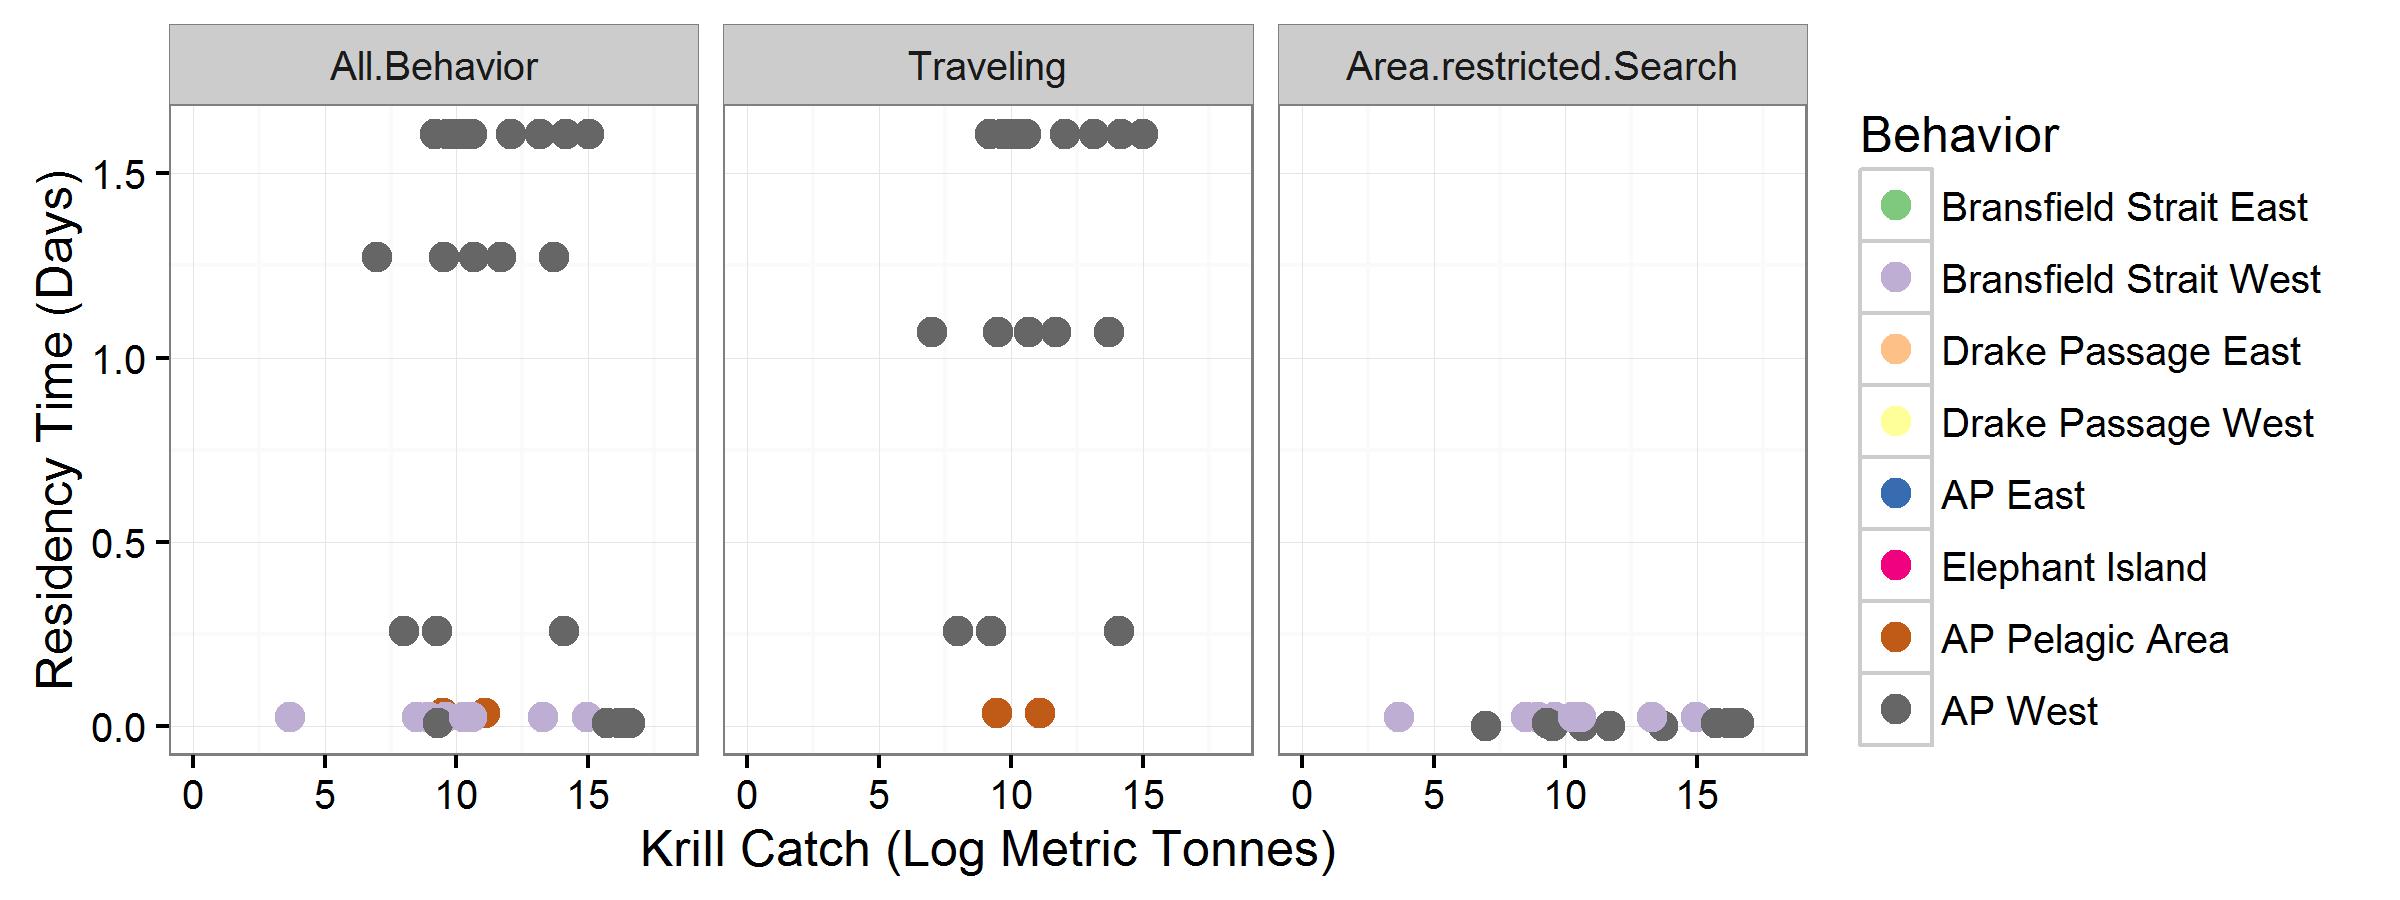 All.Behavior
Traveling
Area.restricted.Search
Residency Time (Days)
1.5
1.0
0.5
0.0
0 5 10 15
0 5 10 15
0 5 10 15
Krill Catch (Log Metric Tonnes)
Behavior
Bransfield Strait East
Bransfield Strait West
Drake Passage East
Drake Passage West
AP East
Elephant Island
AP Pelagic Area
AP West